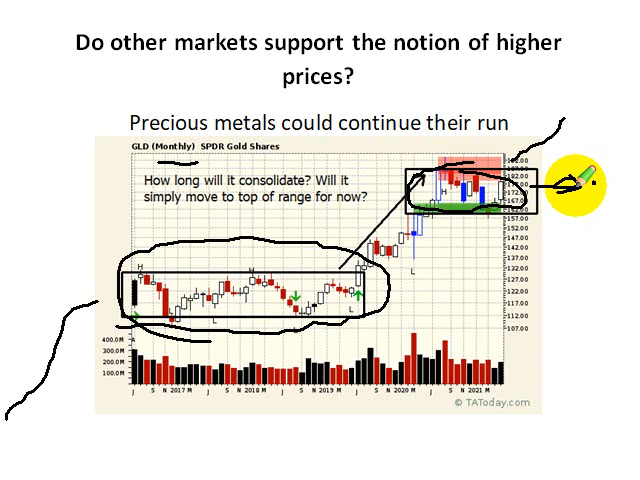 Do other markets support the notion of higher
prices?
Precious metals could continue their run
GLD (Monthly) SPDR Gold Shares
How long will it consolidate? Will it
simply move to top of range for now?
192.00
182.00
177.00
172.00
167.00
162.00
157.00
152.00
147.00
142.00
137.00
132.00
127.00
122.00
117.00
112.00
107.00
H
H
H
L
L
L
L
L
400.0M
300.0M
200.0M
100.0M
J S N 2017 M J S N 2018 M J S N 2019 M J S N 2020 M J S N 2021 M
© TAToday.com